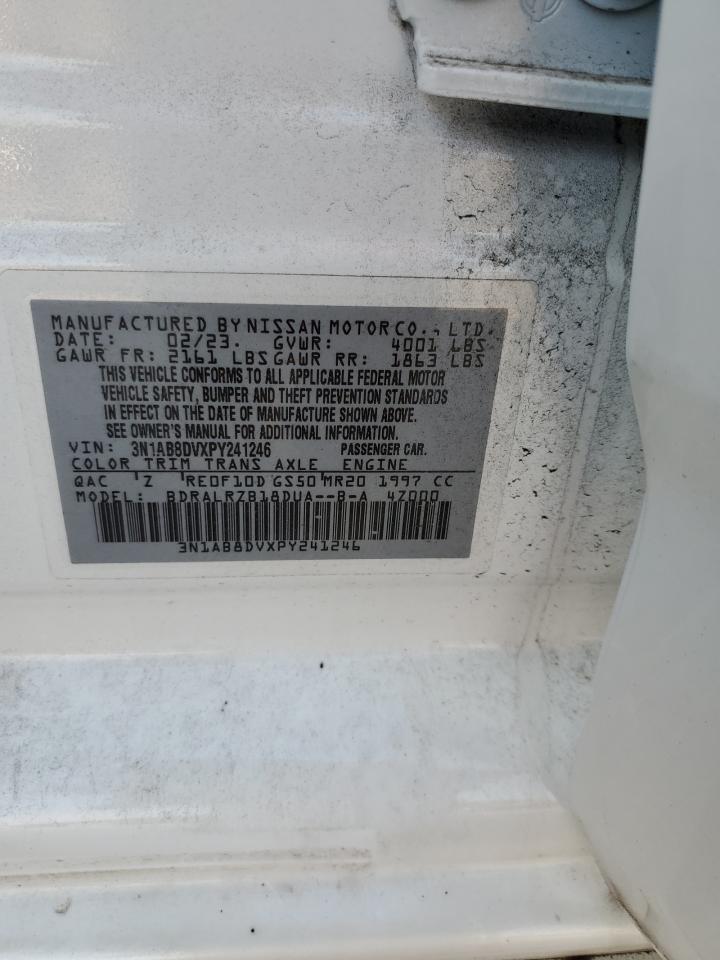 MANUFACTURED BY NISSAN MOTOR CO., LTD.
DATE: 02/23. GVWR: 4001 LBS
GAWR FR: 2161 LBS GAWR RR: 1863 LBS
THIS VEHICLE CONFORMS TO ALL APPLICABLE FEDERAL MOTOR
VEHICLE SAFETY, BUMPER AND THEFT PREVENTION STANDARDS
IN EFFECT ON THE DATE OF MANUFACTURE SHOWN ABOVE.
SEE OWNER'S MANUAL FOR ADDITIONAL INFORMATION.
VIN: 3N1AB8DVXPY241246 PASSENGER CAR.
COLOR TRIM TRANS AXLE ENGINE
QAC Z RE0F10D GS50 MR20 1997 CC
MODEL: BDRALRZB18DUA--B-A 4Z000
3N1AB8DVXPY241246